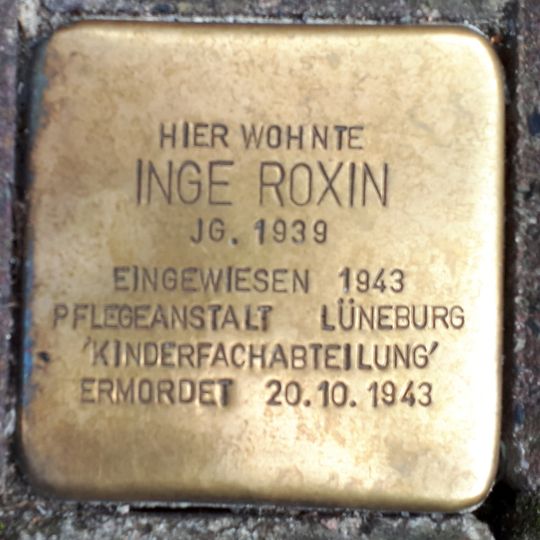 HIER WOHNTE
INGE ROXIN
JG. 1939
EINGEWIESEN 1943
PFLEGEANSTALT LÜNEBURG
'KINDERFACHABTEILUNG'
ERMORDET 20.10.1943